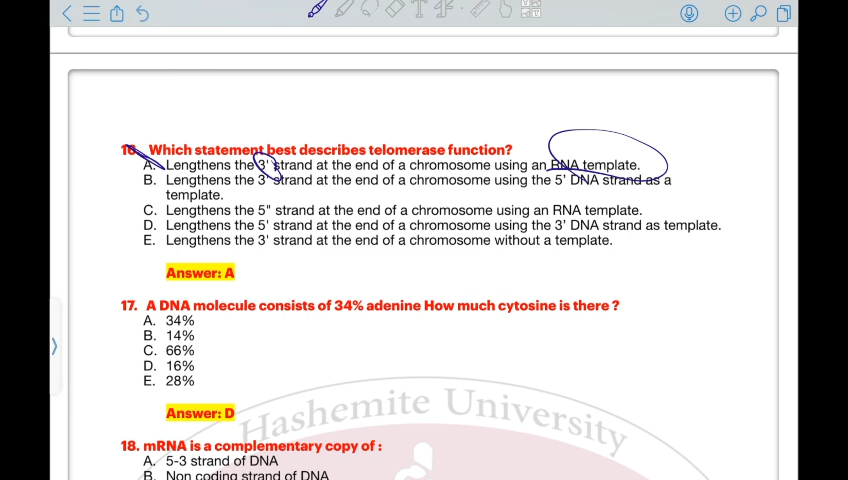 16. Which statement best describes telomerase function?
A. Lengthens the 3' strand at the end of a chromosome using an RNA template.
B. Lengthens the 3' strand at the end of a chromosome using the 5' DNA strand as a
template.
C. Lengthens the 5" strand at the end of a chromosome using an RNA template.
D. Lengthens the 5' strand at the end of a chromosome using the 3' DNA strand as template.
E. Lengthens the 3' strand at the end of a chromosome without a template.
Answer: A
17. A DNA molecule consists of 34% adenine How much cytosine is there ?
A. 34%
B. 14%
C. 66%
D. 16%
E. 28%
Answer: D
Hashemite University
18. mRNA is a complementary copy of :
A. 5-3 strand of DNA
B. Non coding strand of DNA